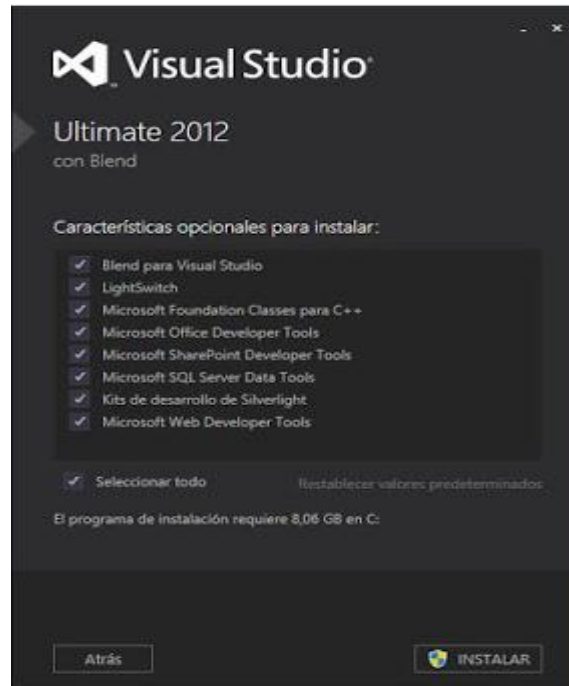 Visual Studio
Ultimate 2012
con Blend
Características opcionales para instalar:
Blend para Visual Studio
LightSwitch
Microsoft Foundation Classes para C++
Microsoft Office Developer Tools
Microsoft SharePoint Developer Tools
Microsoft SQL Server Data Tools
Kits de desarrollo de Silverlight
Microsoft Web Developer Tools
Seleccionar todo
Restablecer valores predeterminados
El programa de instalación requiere 8,06 GB en C:
Atrás
INSTALAR